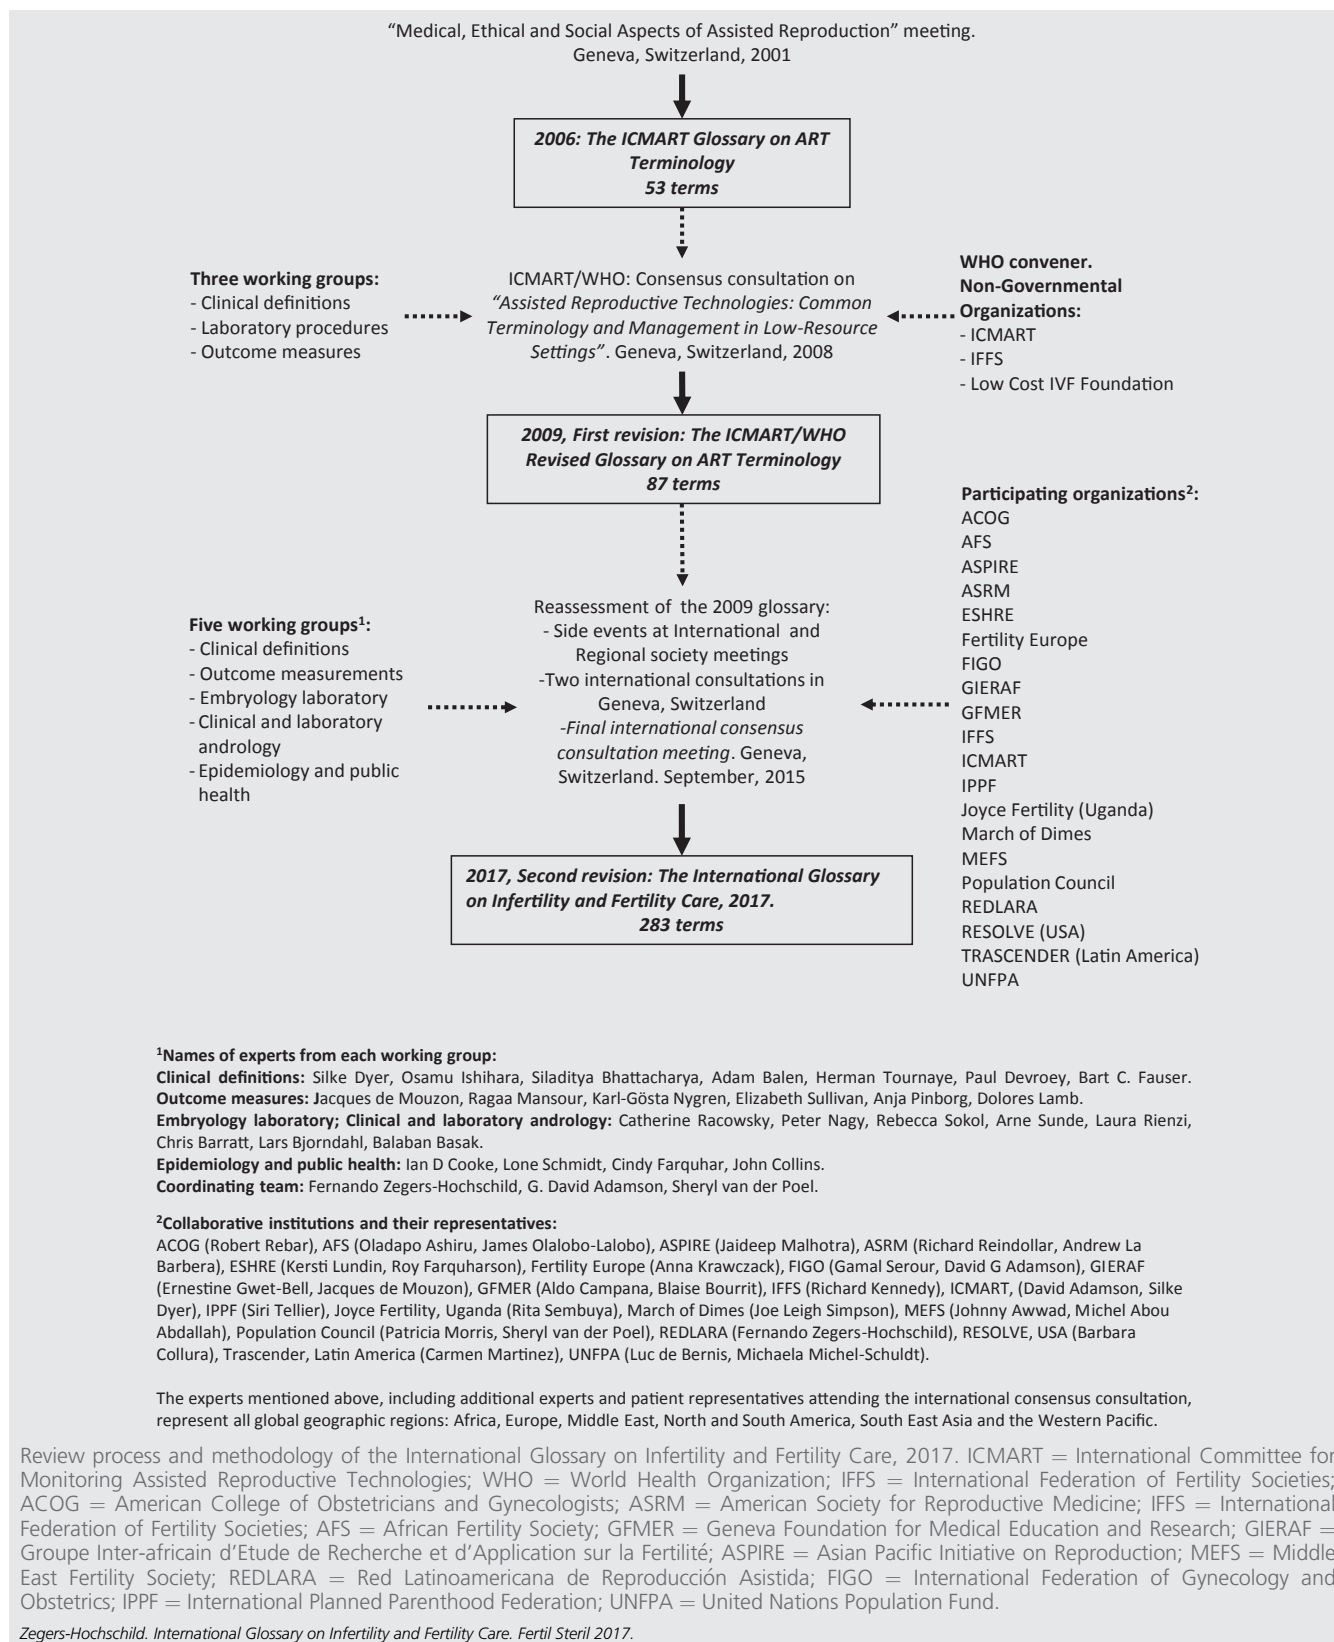 “Medical, Ethical and Social Aspects of Assisted Reproduction” meeting.
Geneva, Switzerland, 2001
2006: The ICMART Glossary on ART
Terminology
53 terms
Three working groups:
- Clinical definitions
- Laboratory procedures
- Outcome measures
ICMART/WHO: Consensus consultation on
“Assisted Reproductive Technologies: Common
Terminology and Management in Low-Resource
Settings”. Geneva, Switzerland, 2008
WHO convener.
Non-Governmental
Organizations:
- ICMART
- IFFS
- Low Cost IVF Foundation
2009, First revision: The ICMART/WHO
Revised Glossary on ART Terminology
87 terms
Five working groups1:
- Clinical definitions
- Outcome measurements
- Embryology laboratory
- Clinical and laboratory
andrology
- Epidemiology and public
health
Reassessment of the 2009 glossary:
- Side events at International and
Regional society meetings
-Two international consultations in
Geneva, Switzerland
-Final international consensus
consultation meeting. Geneva,
Switzerland. September, 2015
Participating organizations2:
ACOG
AFS
ASPIRE
ASRM
ESHRE
Fertility Europe
FIGO
GIERAF
GFMER
IFFS
ICMART
IPPF
Joyce Fertility (Uganda)
March of Dimes
MEFS
Population Council
REDLARA
RESOLVE (USA)
TRASCENDER (Latin America)
UNFPA
2017, Second revision: The International Glossary
on Infertility and Fertility Care, 2017.
283 terms
1Names of experts from each working group:
Clinical definitions: Silke Dyer, Osamu Ishihara, Siladitya Bhattacharya, Adam Balen, Herman Tournaye, Paul Devroey, Bart C. Fauser.
Outcome measures: Jacques de Mouzon, Ragaa Mansour, Karl-Gösta Nygren, Elizabeth Sullivan, Anja Pinborg, Dolores Lamb.
Embryology laboratory; Clinical and laboratory andrology: Catherine Racowsky, Peter Nagy, Rebecca Sokol, Arne Sunde, Laura Rienzi,
Chris Barratt, Lars Bjorndahl, Balaban Basak.
Epidemiology and public health: Ian D Cooke, Lone Schmidt, Cindy Farquhar, John Collins.
Coordinating team: Fernando Zegers-Hochschild, G. David Adamson, Sheryl van der Poel.
2Collaborative institutions and their representatives:
ACOG (Robert Rebar), AFS (Oladapo Ashiru, James Olalobo-Lalobo), ASPIRE (Jaideep Malhotra), ASRM (Richard Reindollar, Andrew La
Barbera), ESHRE (Kersti Lundin, Roy Farquharson), Fertility Europe (Anna Krawczack), FIGO (Gamal Serour, David G Adamson), GIERAF
(Ernestine Gwet-Bell, Jacques de Mouzon), GFMER (Aldo Campana, Blaise Bourrit), IFFS (Richard Kennedy), ICMART, (David Adamson, Silke
Dyer), IPPF (Siri Tellier), Joyce Fertility, Uganda (Rita Sembuya), March of Dimes (Joe Leigh Simpson), MEFS (Johnny Awwad, Michel Abou
Abdallah), Population Council (Patricia Morris, Sheryl van der Poel), REDLARA (Fernando Zegers-Hochschild), RESOLVE, USA (Barbara
Collura), Trascender, Latin America (Carmen Martinez), UNFPA (Luc de Bernis, Michaela Michel-Schuldt).
The experts mentioned above, including additional experts and patient representatives attending the international consensus consultation,
represent all global geographic regions: Africa, Europe, Middle East, North and South America, South East Asia and the Western Pacific.
Review process and methodology of the International Glossary on Infertility and Fertility Care, 2017. ICMART = International Committee for
Monitoring Assisted Reproductive Technologies; WHO = World Health Organization; IFFS = International Federation of Fertility Societies;
ACOG = American College of Obstetricians and Gynecologists; ASRM = American Society for Reproductive Medicine; IFFS = International
Federation of Fertility Societies; AFS = African Fertility Society; GFMER = Geneva Foundation for Medical Education and Research; GIERAF =
Groupe Inter-africain d’Etude de Recherche et d’Application sur la Fertilité; ASPIRE = Asian Pacific Initiative on Reproduction; MEFS = Middle
East Fertility Society; REDLARA = Red Latinoamericana de Reproducción Asistida; FIGO = International Federation of Gynecology and
Obstetrics; IPPF = International Planned Parenthood Federation; UNFPA = United Nations Population Fund.
Zegers-Hochschild. International Glossary on Infertility and Fertility Care. Fertil Steril 2017.